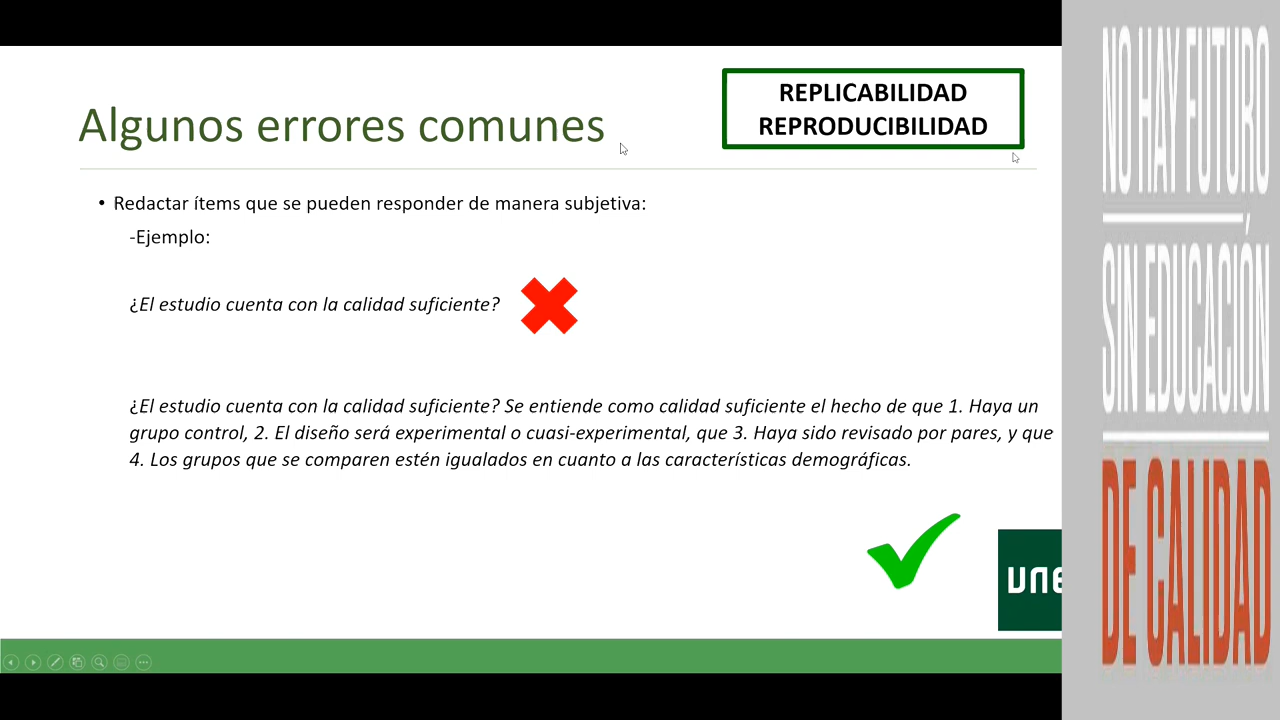 Algunos errores comunes
REPLICABILIDAD
REPRODUCIBILIDAD
• Redactar ítems que se pueden responder de manera subjetiva:
-Ejemplo:
¿El estudio cuenta con la calidad suficiente?
¿El estudio cuenta con la calidad suficiente? Se entiende como calidad suficiente el hecho de que 1. Haya un
grupo control, 2. El diseño será experimental o cuasi-experimental, que 3. Haya sido revisado por pares, y que
4. Los grupos que se comparen estén igualados en cuanto a las características demográficas.
UNE
NO HAY FUTURO
SIN EDUCACIÓN
DE CALIDAD